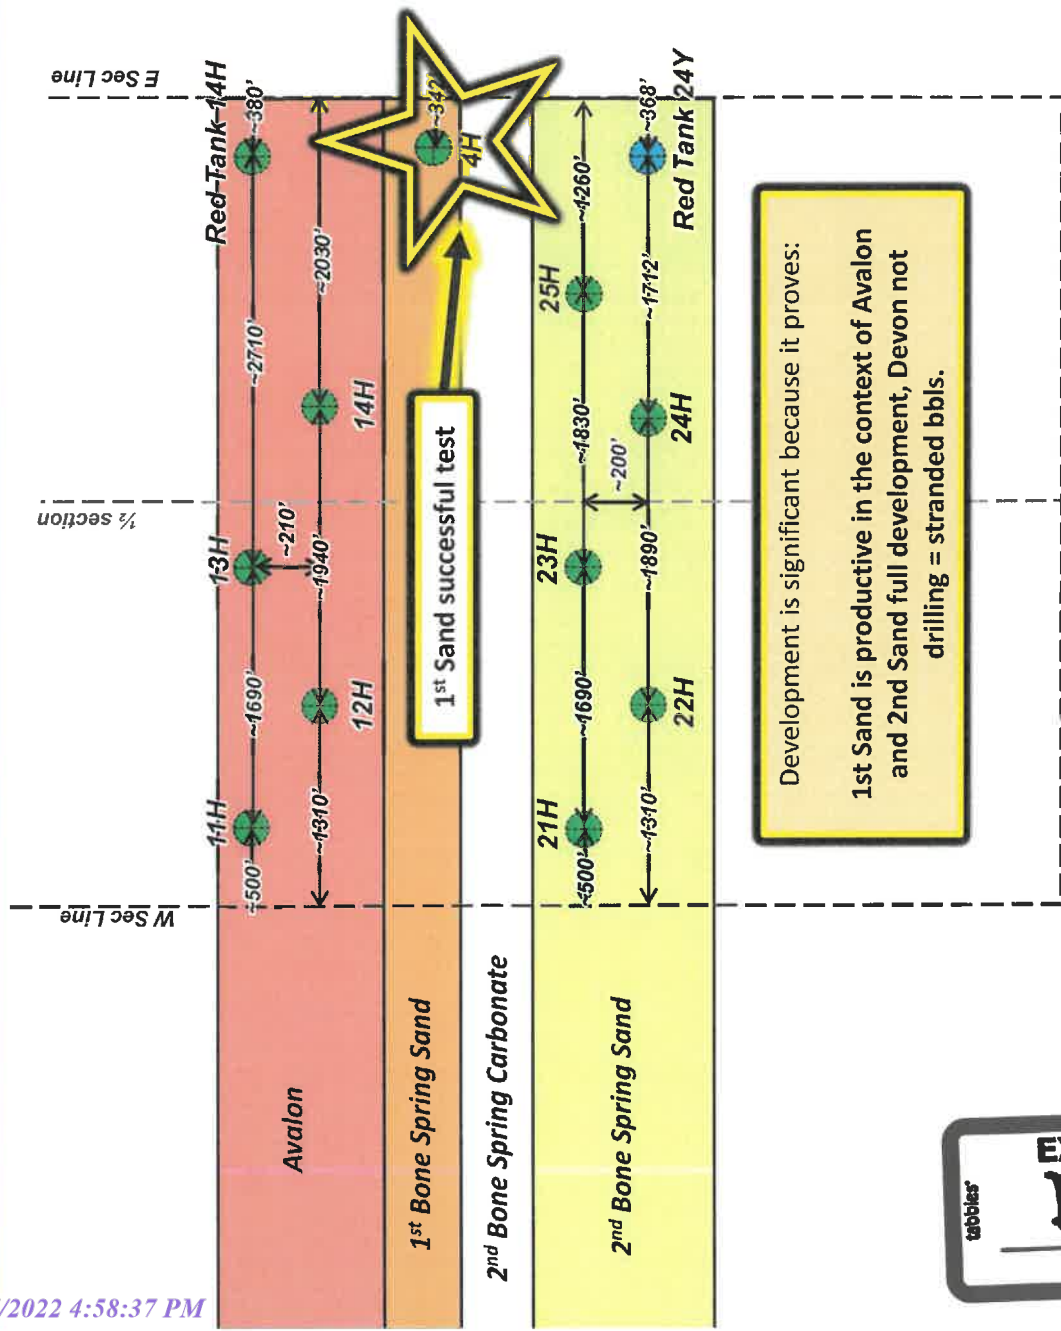 W Sec Line
½ section
E Sec Line
11H
13H
Red Tank 14H
~500'
~1690'
~2710'
~380'
~210'
~1310'
~1940'
~2030'
12H
14H
Avalon
1st Bone Spring Sand
~342'
4H
1st Sand successful test
2nd Bone Spring Carbonate
21H
23H
25H
~500'
~1690'
~1830'
~1260'
~200'
2nd Bone Spring Sand
~1310'
~1890'
~1712'
~368'
22H
24H
Red Tank 24Y
Development is significant because it proves:
1st Sand is productive in the context of Avalon
and 2nd Sand full development, Devon not
drilling = stranded bbls.
tabbies'
/2022 4:58:37 PM